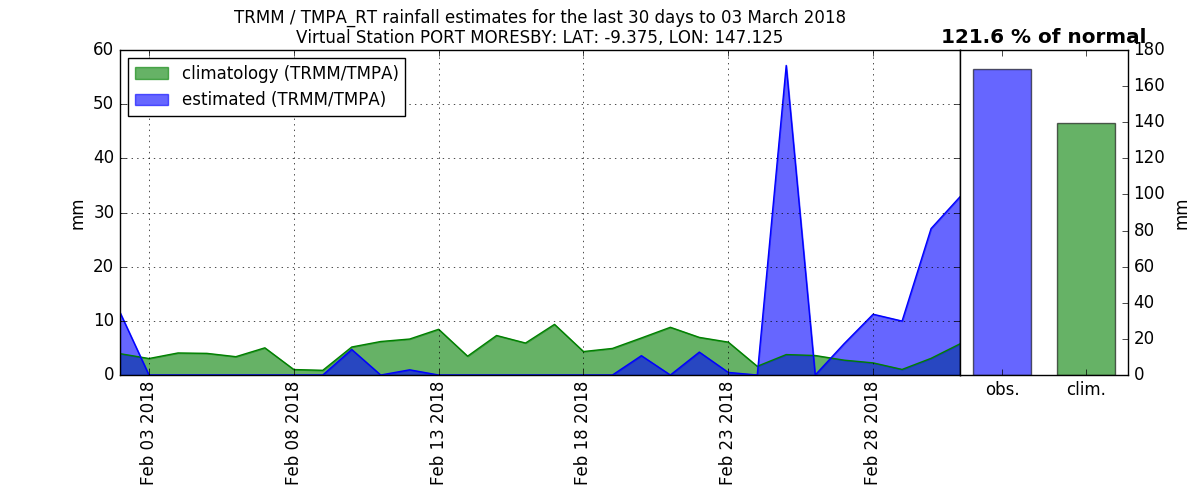 TRMM / TMPA_RT rainfall estimates for the last 30 days to 03 March 2018
Virtual Station PORT MORESBY: LAT: -9.375, LON: 147.125
121.6 % of normal
climatology (TRMM/TMPA)
estimated (TRMM/TMPA)
60
50
40
30
20
10
0
mm
Feb 03 2018
Feb 08 2018
Feb 13 2018
Feb 18 2018
Feb 23 2018
Feb 28 2018
obs.
clim.
180
160
140
120
100
80
60
40
20
0
mm